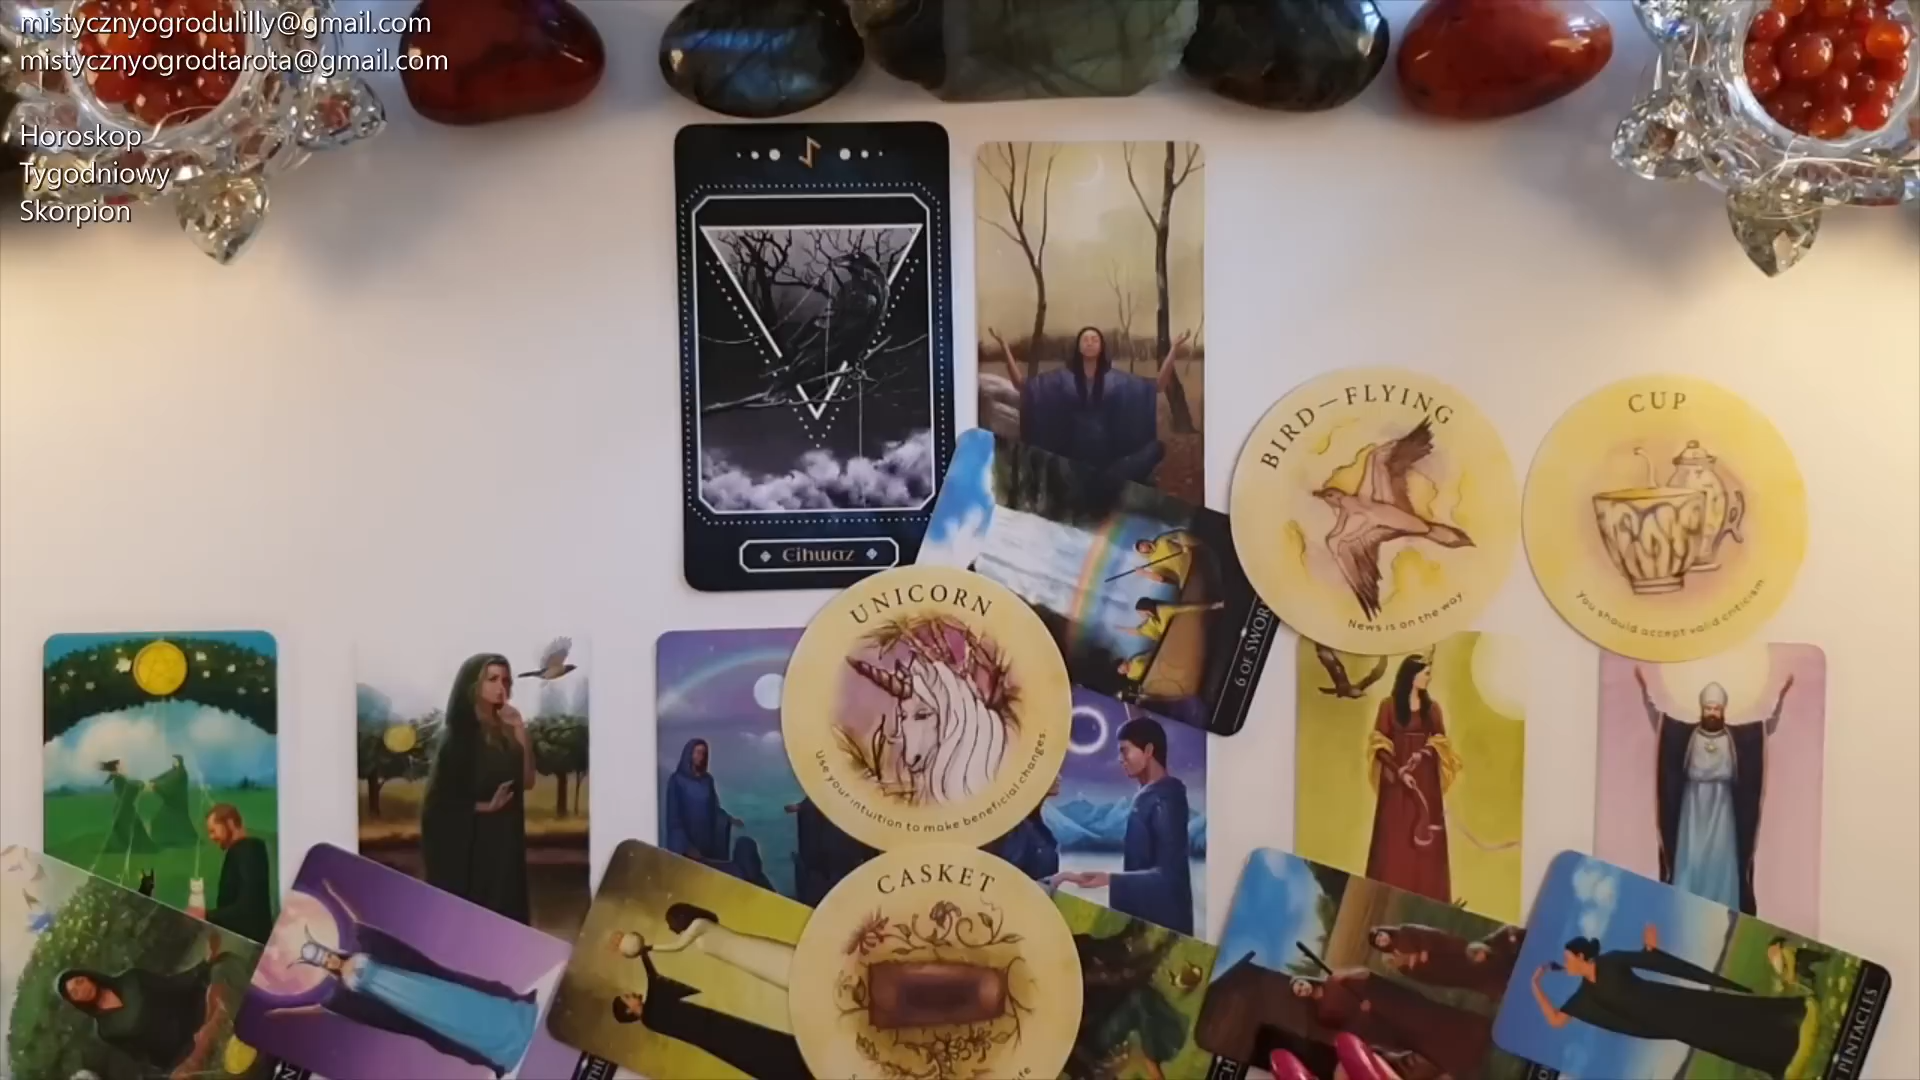 mistycznyogrodulilly@gmail.com
mistycznyogrodtarota@gmail.com
Horoskop
Tygodniowy
Skorpion
Eihwaz
BIRD—FLYING
News is on the way
CUP
You should accept valid criticism
UNICORN
Use your intuition to make beneficial changes.
6 OF SWOR
CASKET
PENTACLES